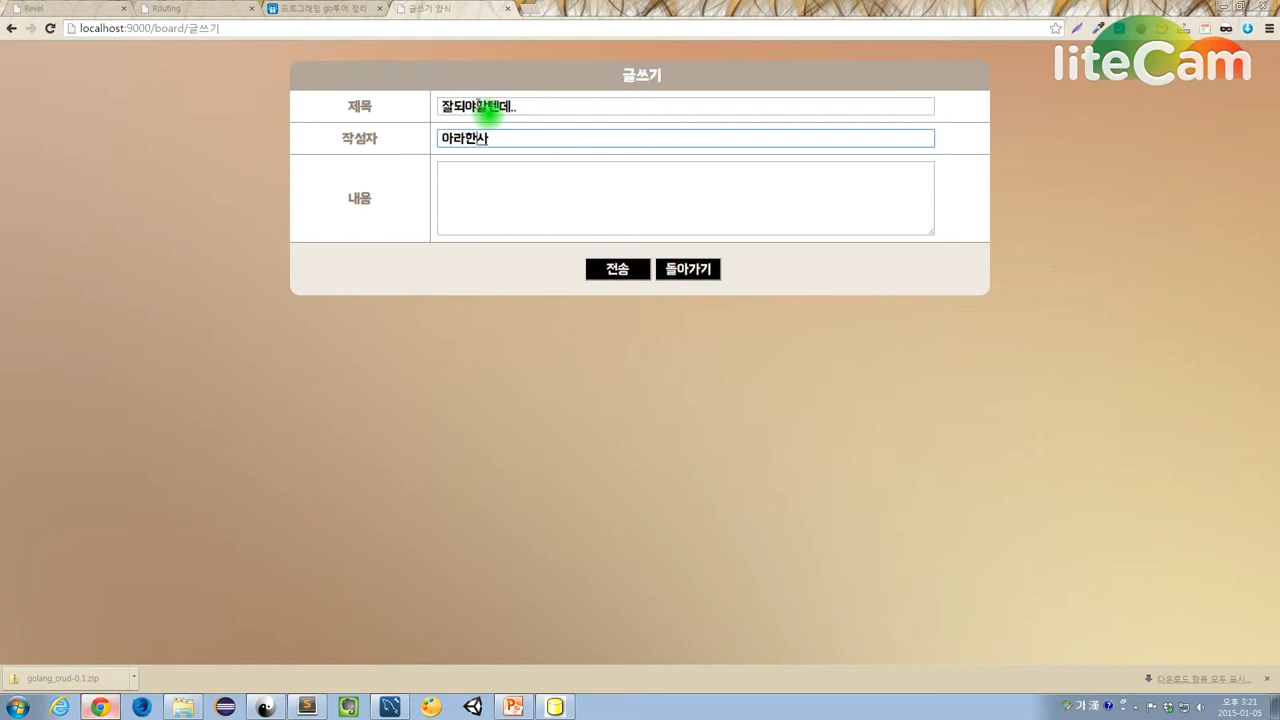 Revel
Routing
프로그래밍 go투어 정리
글쓰기 양식
localhost:9000/board/글쓰기
liteCam
글쓰기
제목 잘되야할텐데..
작성자 아라한사
내용
전송 돌아가기
golang_crud-0.1.zip
다운로드 항목 모두 표시...
가 漢
오후 3:21
2015-01-05